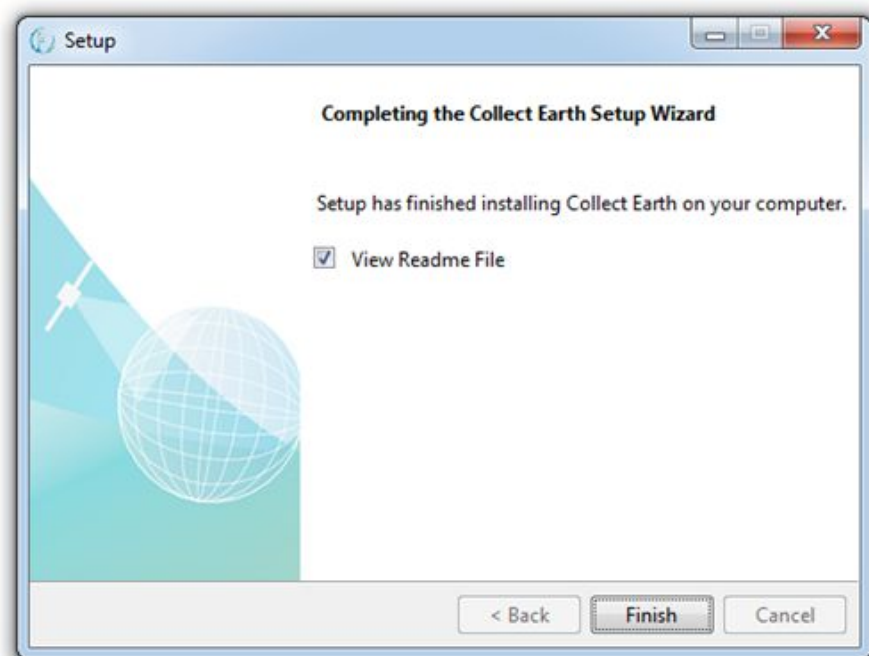 Setup
Completing the Collect Earth Setup Wizard
Setup has finished installing Collect Earth on your computer.
View Readme File
< Back
Finish
Cancel